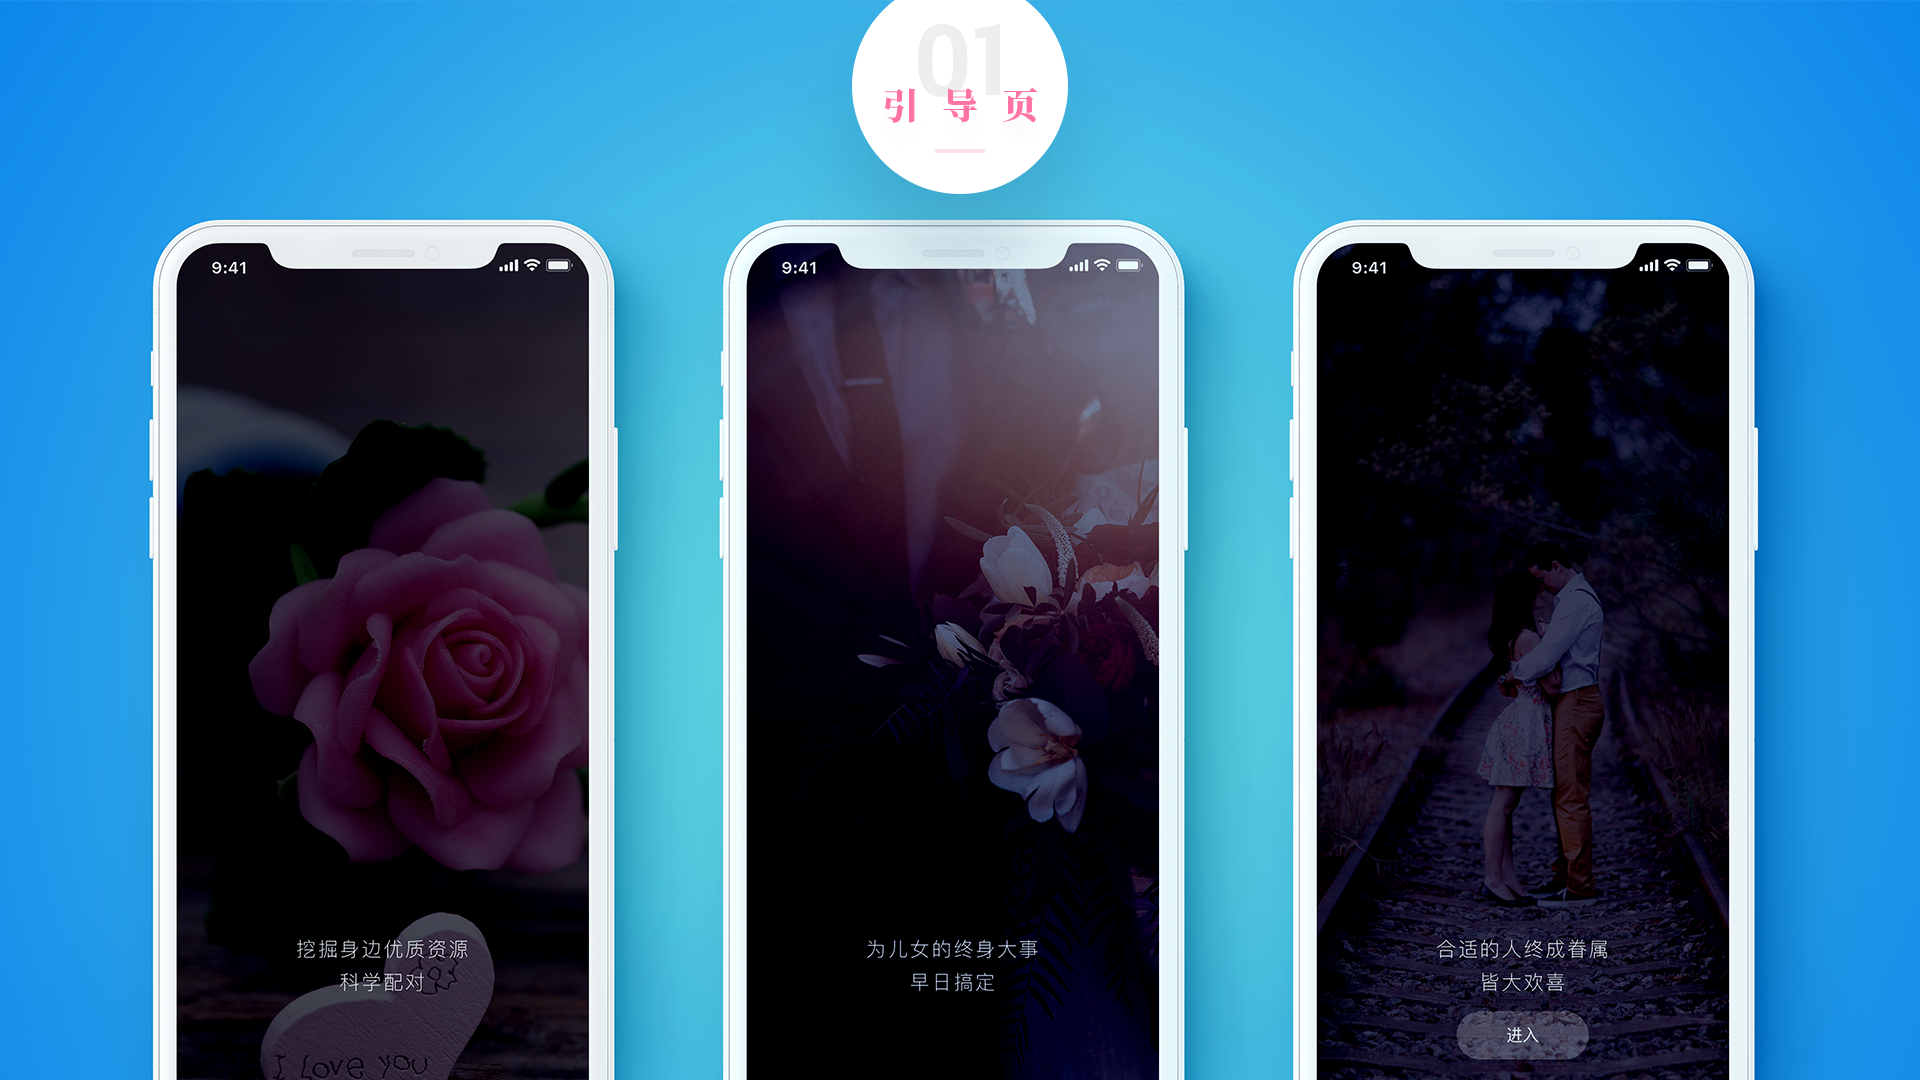 01
引导页
9:41
9:41
9:41
挖掘身边优质资源
科学配对
I Love you
为儿女的终身大事
早日搞定
合适的人终成眷属
皆大欢喜
进入